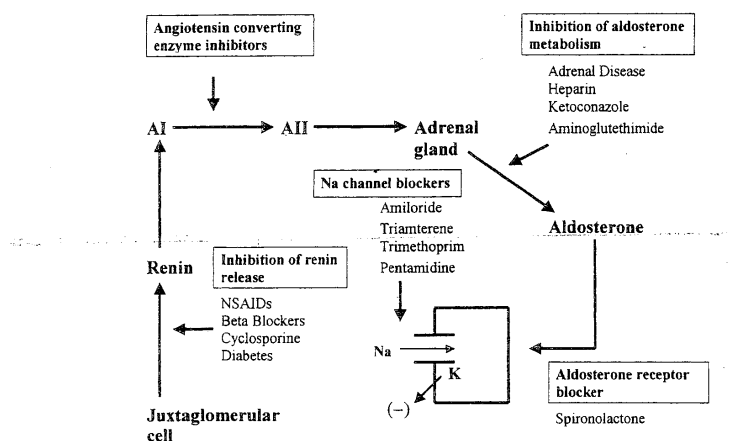 Angiotensin converting
enzyme inhibitors
Inhibition of aldosterone
metabolism
Adrenal Disease
Heparin
Ketoconazole
Aminoglutethimide
AI
AII
Adrenal
gland
Na channel blockers
Amiloride
Triamterene
Trimethoprim
Pentamidine
Aldosterone
Renin
Inhibition of renin
release
NSAIDs
Beta Blockers
Cyclosporine
Diabetes
Na
K
(–)
Aldosterone receptor
blocker
Spironolactone
Juxtaglomerular
cell